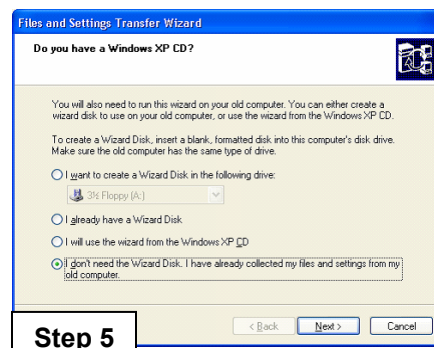 Files and Settings Transfer Wizard
Do you have a Windows XP CD?
You will also need to run this wizard on your old computer. You can either create a
wizard disk to use on your old computer, or use the wizard from the Windows XP CD.
To create a Wizard Disk, insert a blank, formatted disk into this computer's disk drive.
Make sure the old computer has the same type of drive.
I want to create a Wizard Disk in the following drive:
3½ Floppy (A:)
I already have a Wizard Disk
I will use the wizard from the Windows XP CD
I don't need the Wizard Disk. I have already collected my files and settings from my
old computer.
< Back Next > Cancel
Step 5